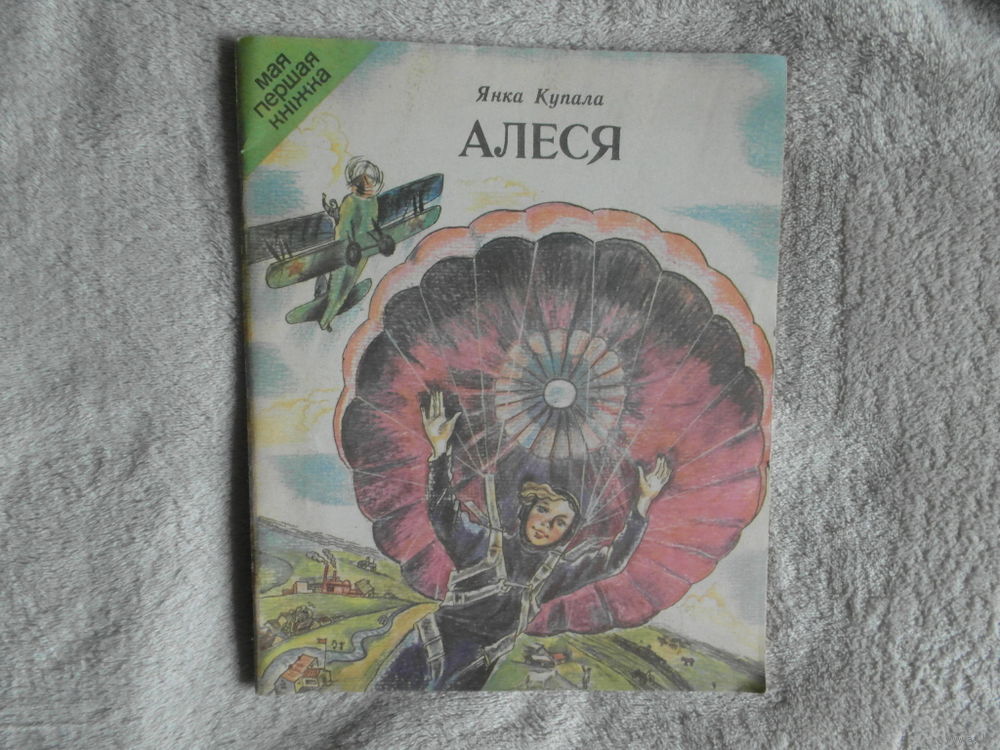 мая
першая
кніжка
Янка Купала
АЛЕСЯ